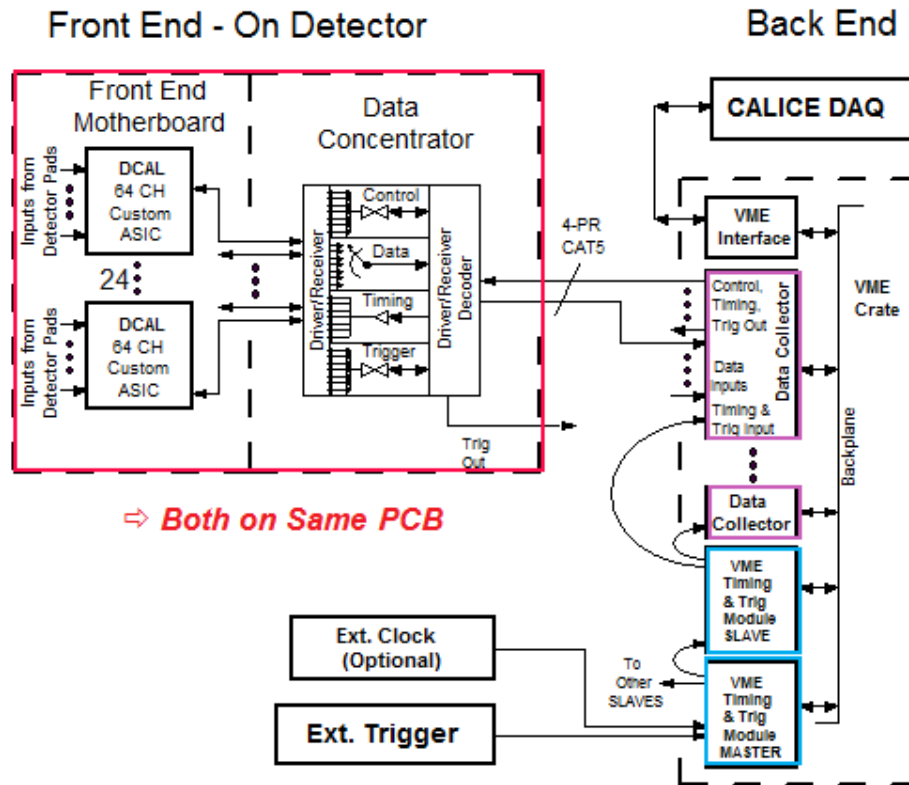 Front End - On Detector
Back End
Front End
Motherboard
Data
Concentrator
Inputs from
Detector Pads
DCAL
64 CH
Custom
ASIC
24
Inputs from
Detector Pads
DCAL
64 CH
Custom
ASIC
Driver/Receiver
Control
Data
Timing
Trigger
Driver/Receiver
Decoder
Trig
Out
4-PR
CAT5
⇨ Both on Same PCB
CALICE DAQ
VME
Interface
VME
Crate
Control,
Timing,
Trig Out
Data
Inputs
Timing &
Trig Input
Data Collector
Backplane
Data
Collector
VME
Timing
& Trig
Module
SLAVE
Ext. Clock
(Optional)
To
Other
SLAVES
VME
Timing
& Trig
Module
MASTER
Ext. Trigger